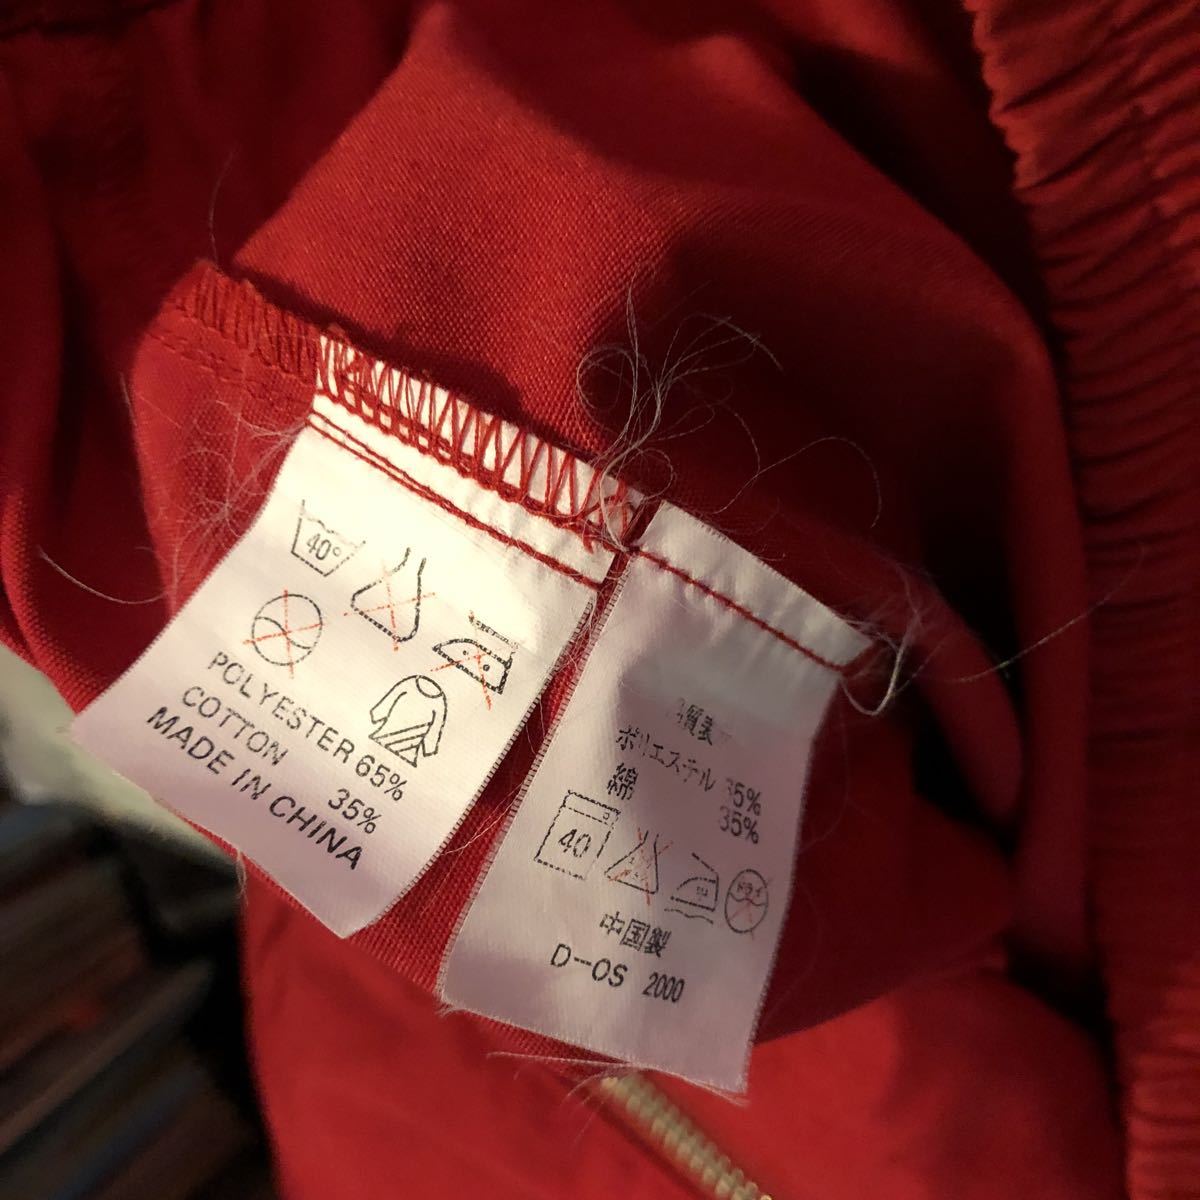 40°
POLYESTER 65%
COTTON 35%
MADE IN CHINA
ポリエステル
綿 35%
40
ドライ
中国製
D-OS 2000